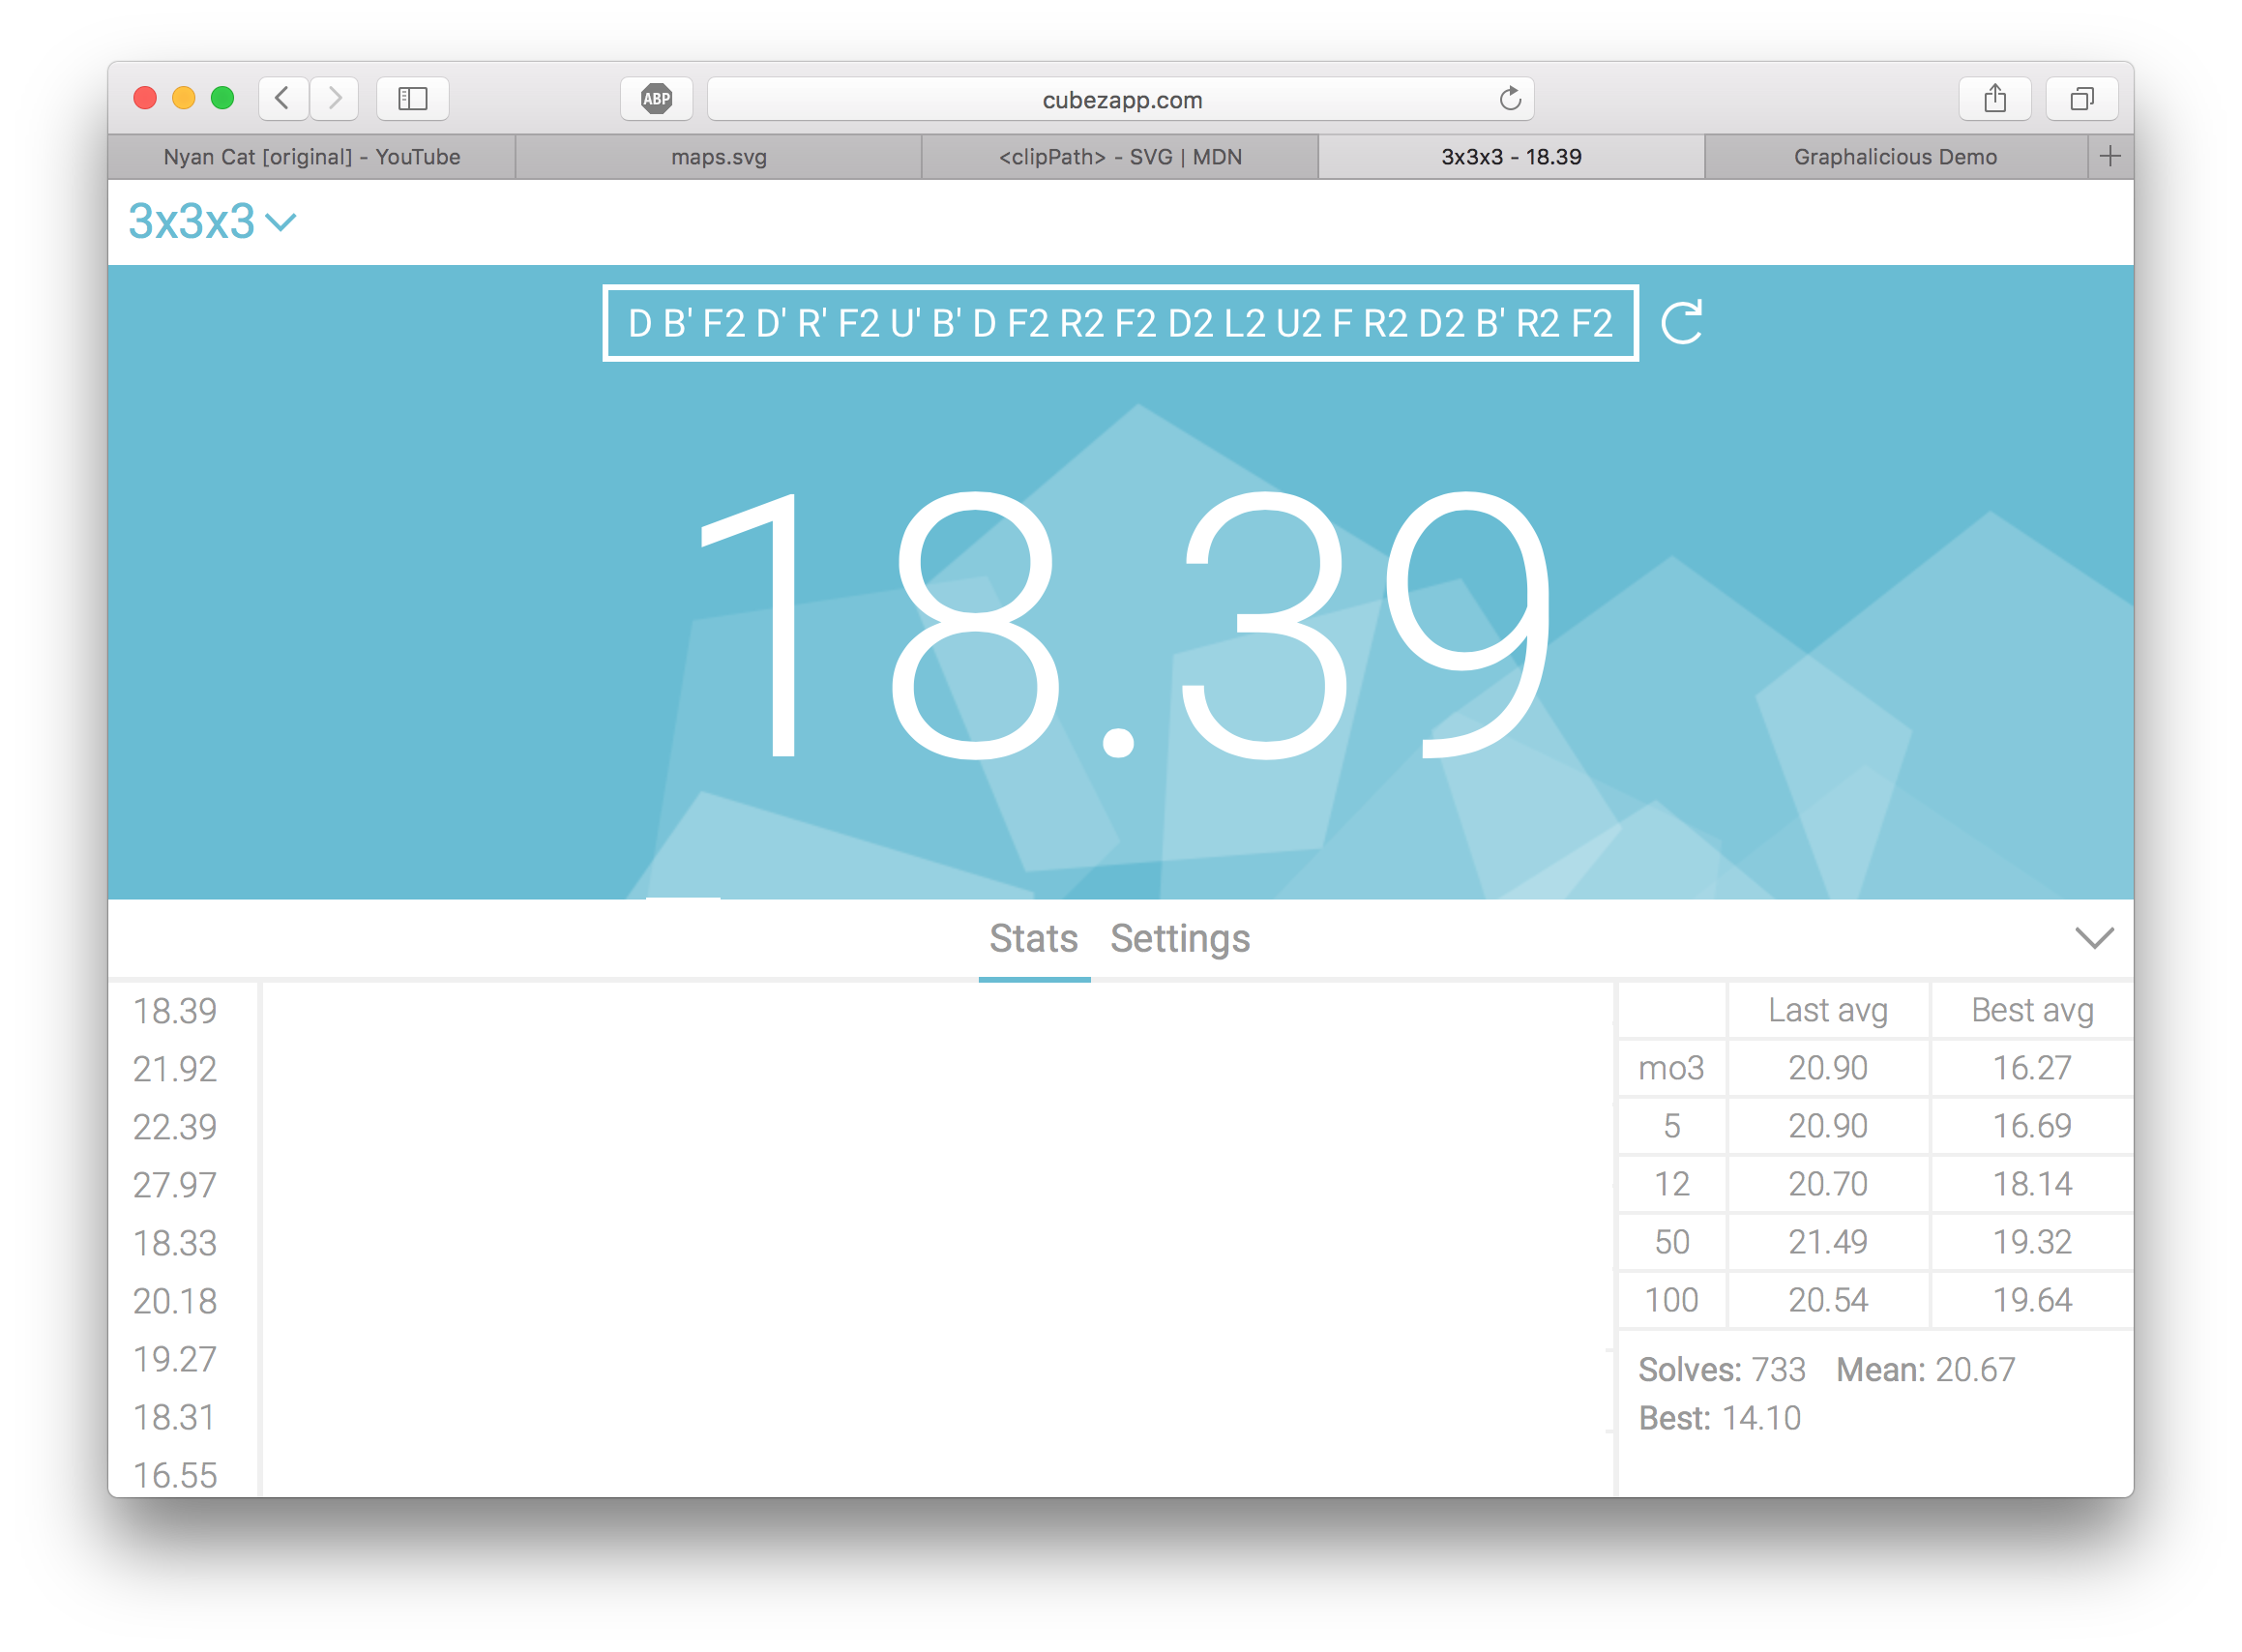 ABP
cubezapp.com
Nyan Cat [original] - YouTube
maps.svg
<clipPath> - SVG | MDN
3x3x3 - 18.39
Graphalicious Demo
3x3x3
D B' F2 D' R' F2 U' B' D F2 R2 F2 D2 L2 U2 F R2 D2 B' R2 F2
18.39
Stats Settings
18.39
21.92
22.39
27.97
18.33
20.18
19.27
18.31
16.55
Last avg Best avg
mo3 20.90 16.27
5 20.90 16.69
12 20.70 18.14
50 21.49 19.32
100 20.54 19.64
Solves: 733 Mean: 20.67
Best: 14.10